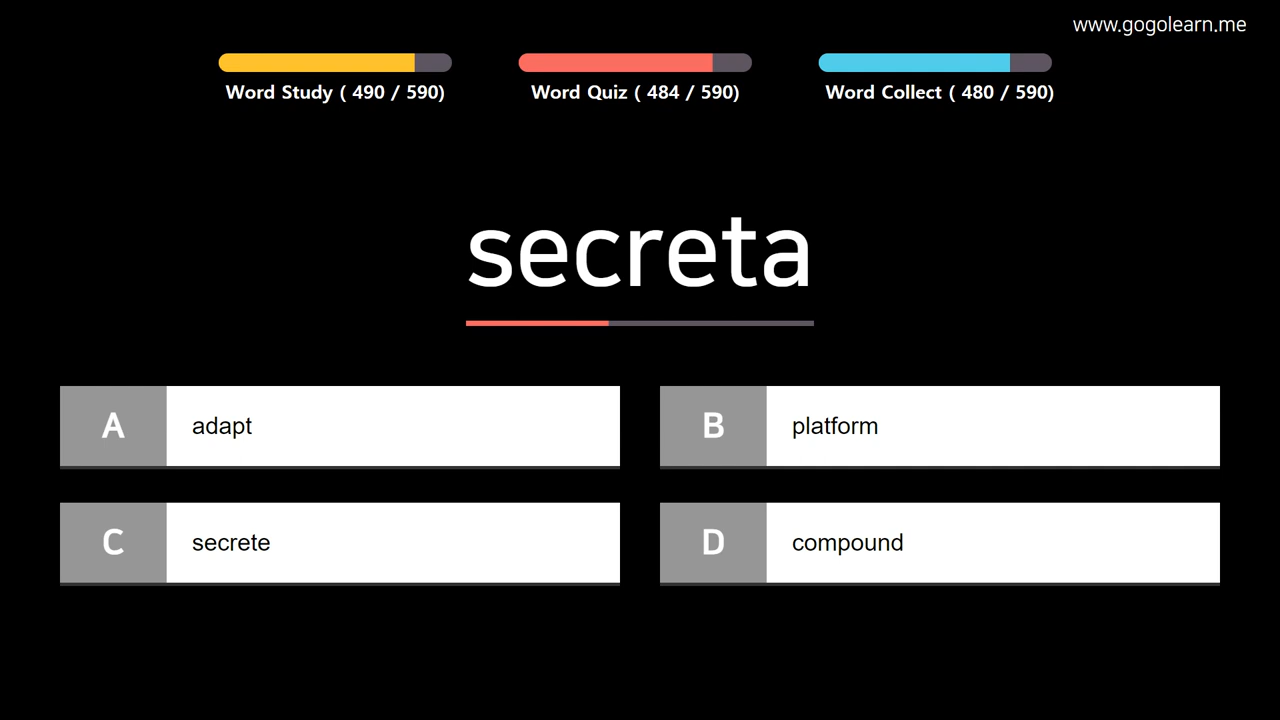 www.gogolearn.me
Word Study ( 490 / 590)
Word Quiz ( 484 / 590)
Word Collect ( 480 / 590)
secreta
A adapt
B platform
C secrete
D compound